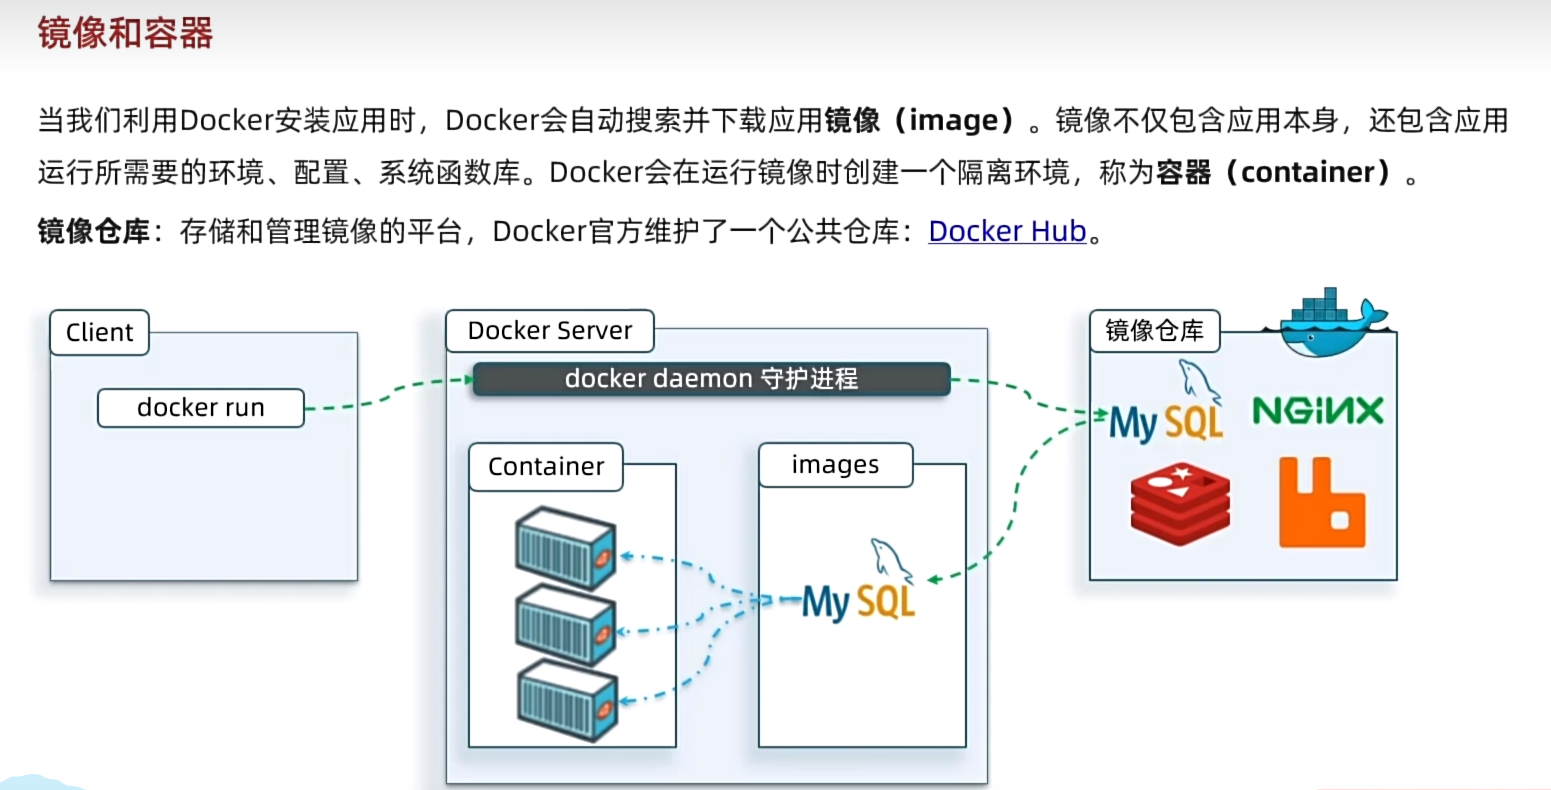 镜像和容器
当我们利用Docker安装应用时，Docker会自动搜索并下载应用镜像（image）。镜像不仅包含应用本身，还包含应用
运行所需要的环境、配置、系统函数库。Docker会在运行镜像时创建一个隔离环境，称为容器（container）。
镜像仓库：存储和管理镜像的平台，Docker官方维护了一个公共仓库：Docker Hub。
Client
docker run
Docker Server
docker daemon 守护进程
Container
images
MySQL
镜像仓库
MySQL
NGiNX